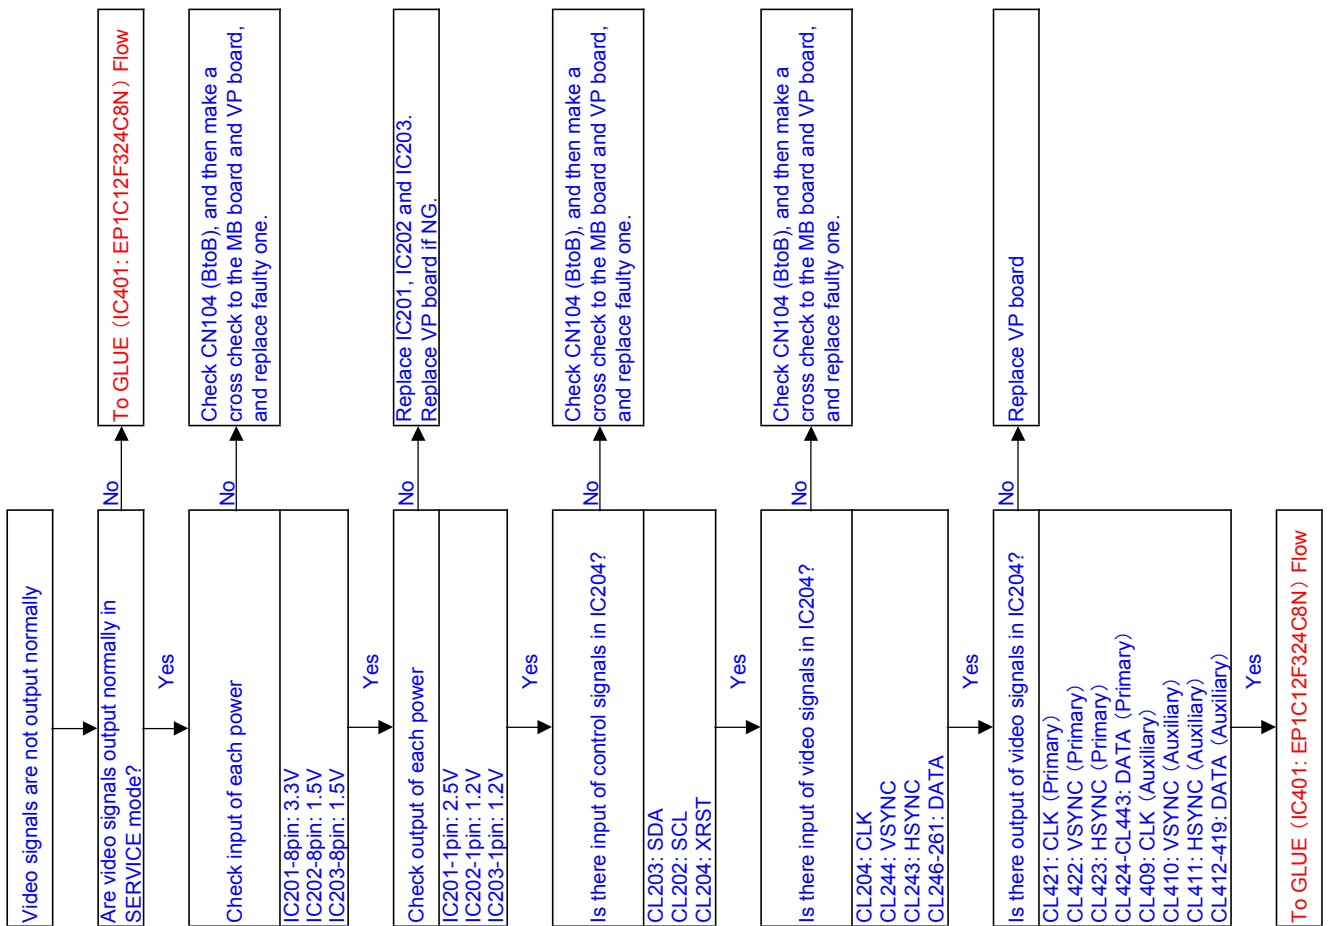 Video signals are not output normally
Are video signals output normally in
SERVICE mode?
No
To GLUE（IC401: EP1C12F324C8N）Flow
Yes
Check input of each power
IC201-8pin: 3.3V
IC202-8pin: 1.5V
IC203-8pin: 1.5V
No
Check CN104 (BtoB), and then make a
cross check to the MB board and VP board,
and replace faulty one.
Yes
Check output of each power
IC201-1pin: 2.5V
IC202-1pin: 1.2V
IC203-1pin: 1.2V
No
Replace IC201, IC202 and IC203.
Replace VP board if NG.
Yes
Is there input of control signals in IC204?
CL203: SDA
CL202: SCL
CL204: XRST
No
Check CN104 (BtoB), and then make a
cross check to the MB board and VP board,
and replace faulty one.
Yes
Is there input of video signals in IC204?
CL204: CLK
CL244: VSYNC
CL243: HSYNC
CL246-261: DATA
No
Check CN104 (BtoB), and then make a
cross check to the MB board and VP board,
and replace faulty one.
Yes
Is there output of video signals in IC204?
CL421: CLK（Primary）
CL422: VSYNC（Primary）
CL423: HSYNC（Primary）
CL424-CL443: DATA（Primary）
CL409: CLK（Auxiliary）
CL410: VSYNC（Auxiliary）
CL411: HSYNC（Auxiliary）
CL412-419: DATA（Auxiliary）
No
Replace VP board
Yes
To GLUE（IC401: EP1C12F324C8N）Flow